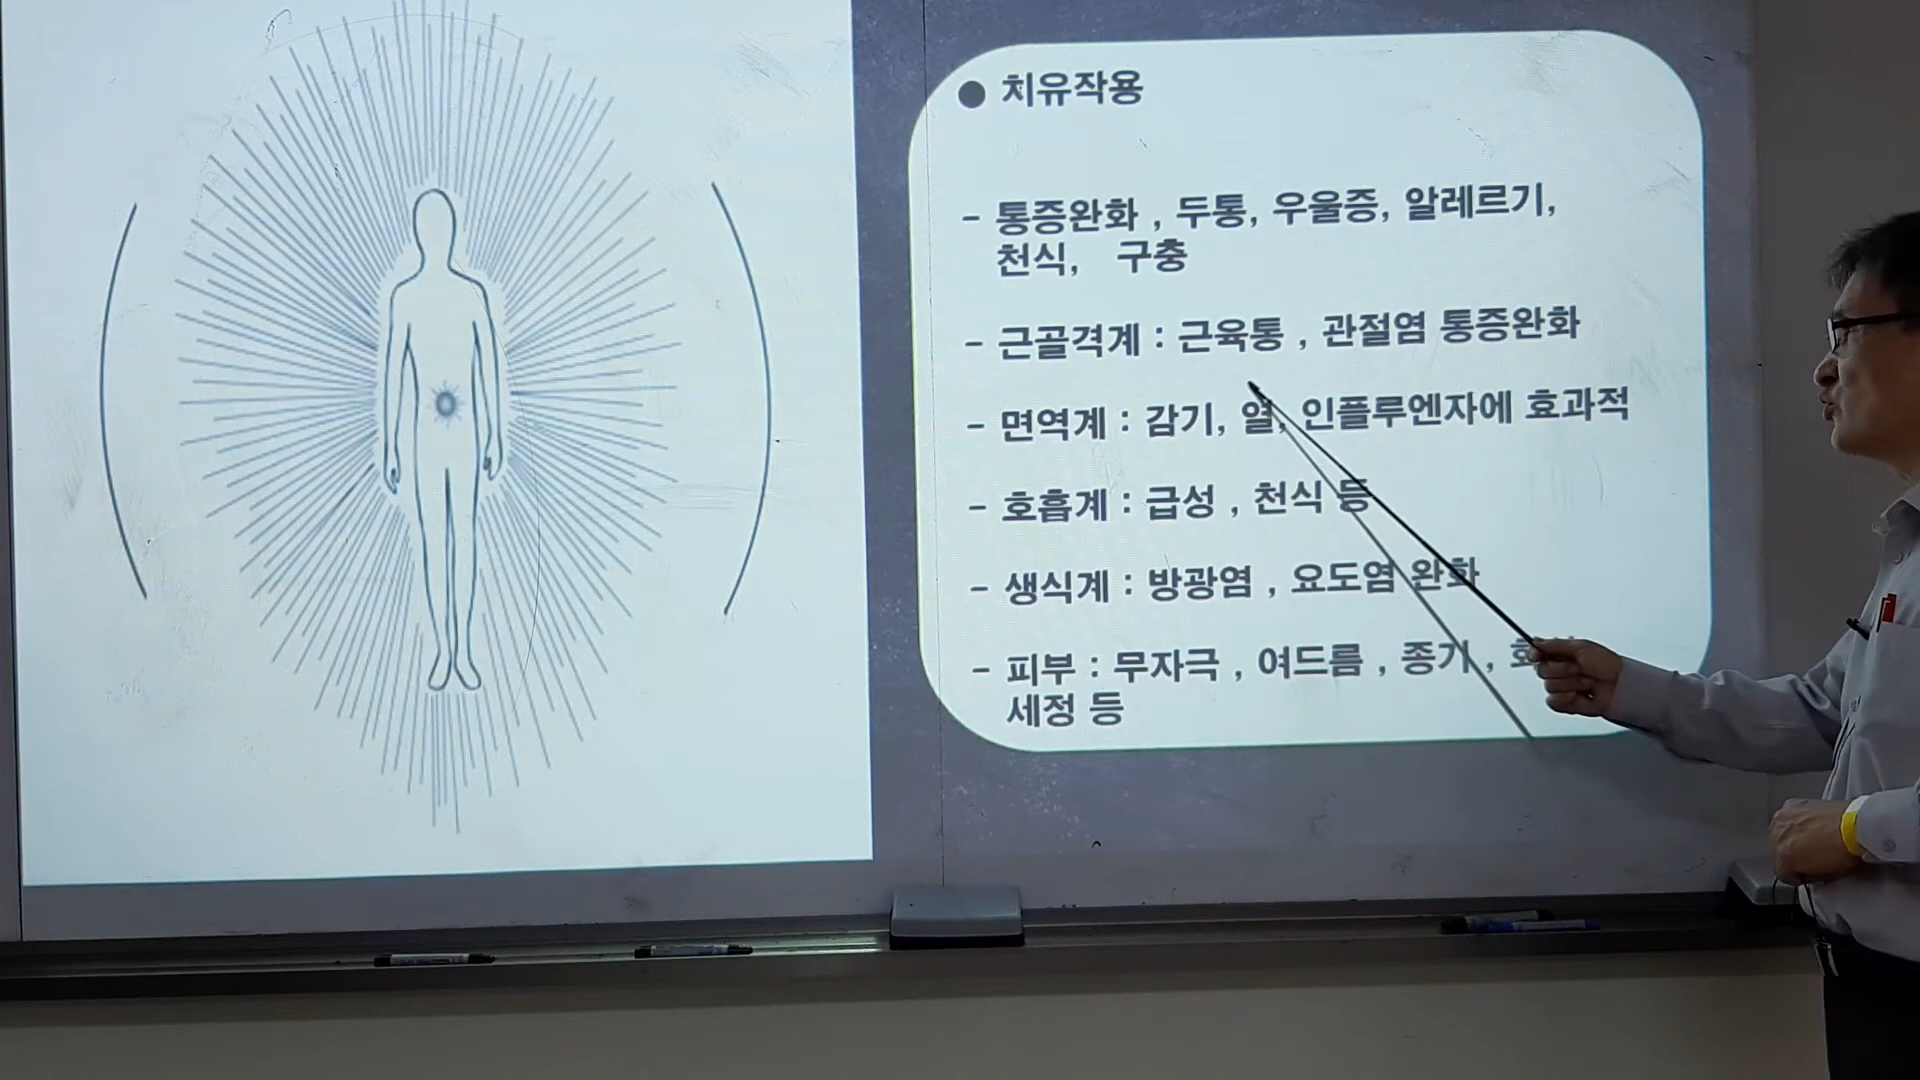 ● 치유작용
- 통증완화 , 두통, 우울증, 알레르기,
천식, 구충
- 근골격계 : 근육통 , 관절염 통증완화
- 면역계 : 감기, 열, 인플루엔자에 효과적
- 호흡계 : 급성 , 천식 등
- 생식계 : 방광염 , 요도염 완화
- 피부 : 무자극 , 여드름 , 종기 ,
세정 등